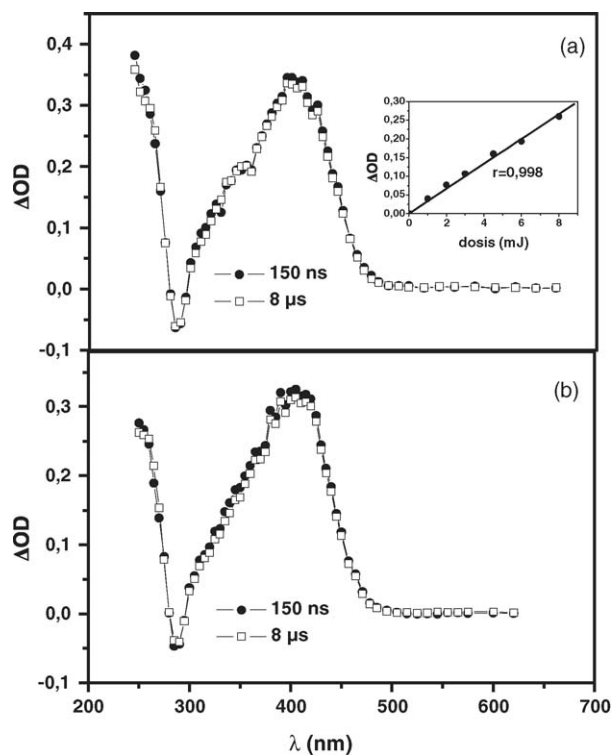 0,4
(a)
0,3
0,30
0,25
0,20
0,15
0,10
0,05
0,00
ΔOD
r=0,998
0 2 4 6 8
dosis (mJ)
ΔOD
0,2
0,1
150 ns
8 µs
0,0
-0,1
(b)
0,3
ΔOD
0,2
0,1
150 ns
8 µs
0,0
-0,1
200 300 400 500 600 700
λ (nm)